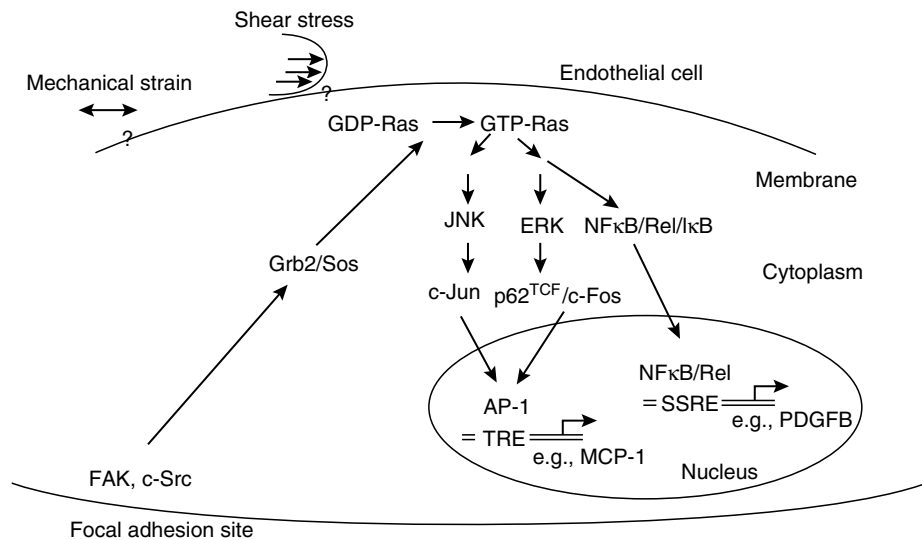 Shear stress
Mechanical strain
Endothelial cell
?
?
GDP-Ras
GTP-Ras
Membrane
JNK
ERK
NFκB/Rel/IκB
Grb2/Sos
Cytoplasm
c-Jun
p62TCF/c-Fos
NFκB/Rel
AP-1
= SSRE
e.g., PDGFB
= TRE
e.g., MCP-1
Nucleus
FAK, c-Src
Focal adhesion site